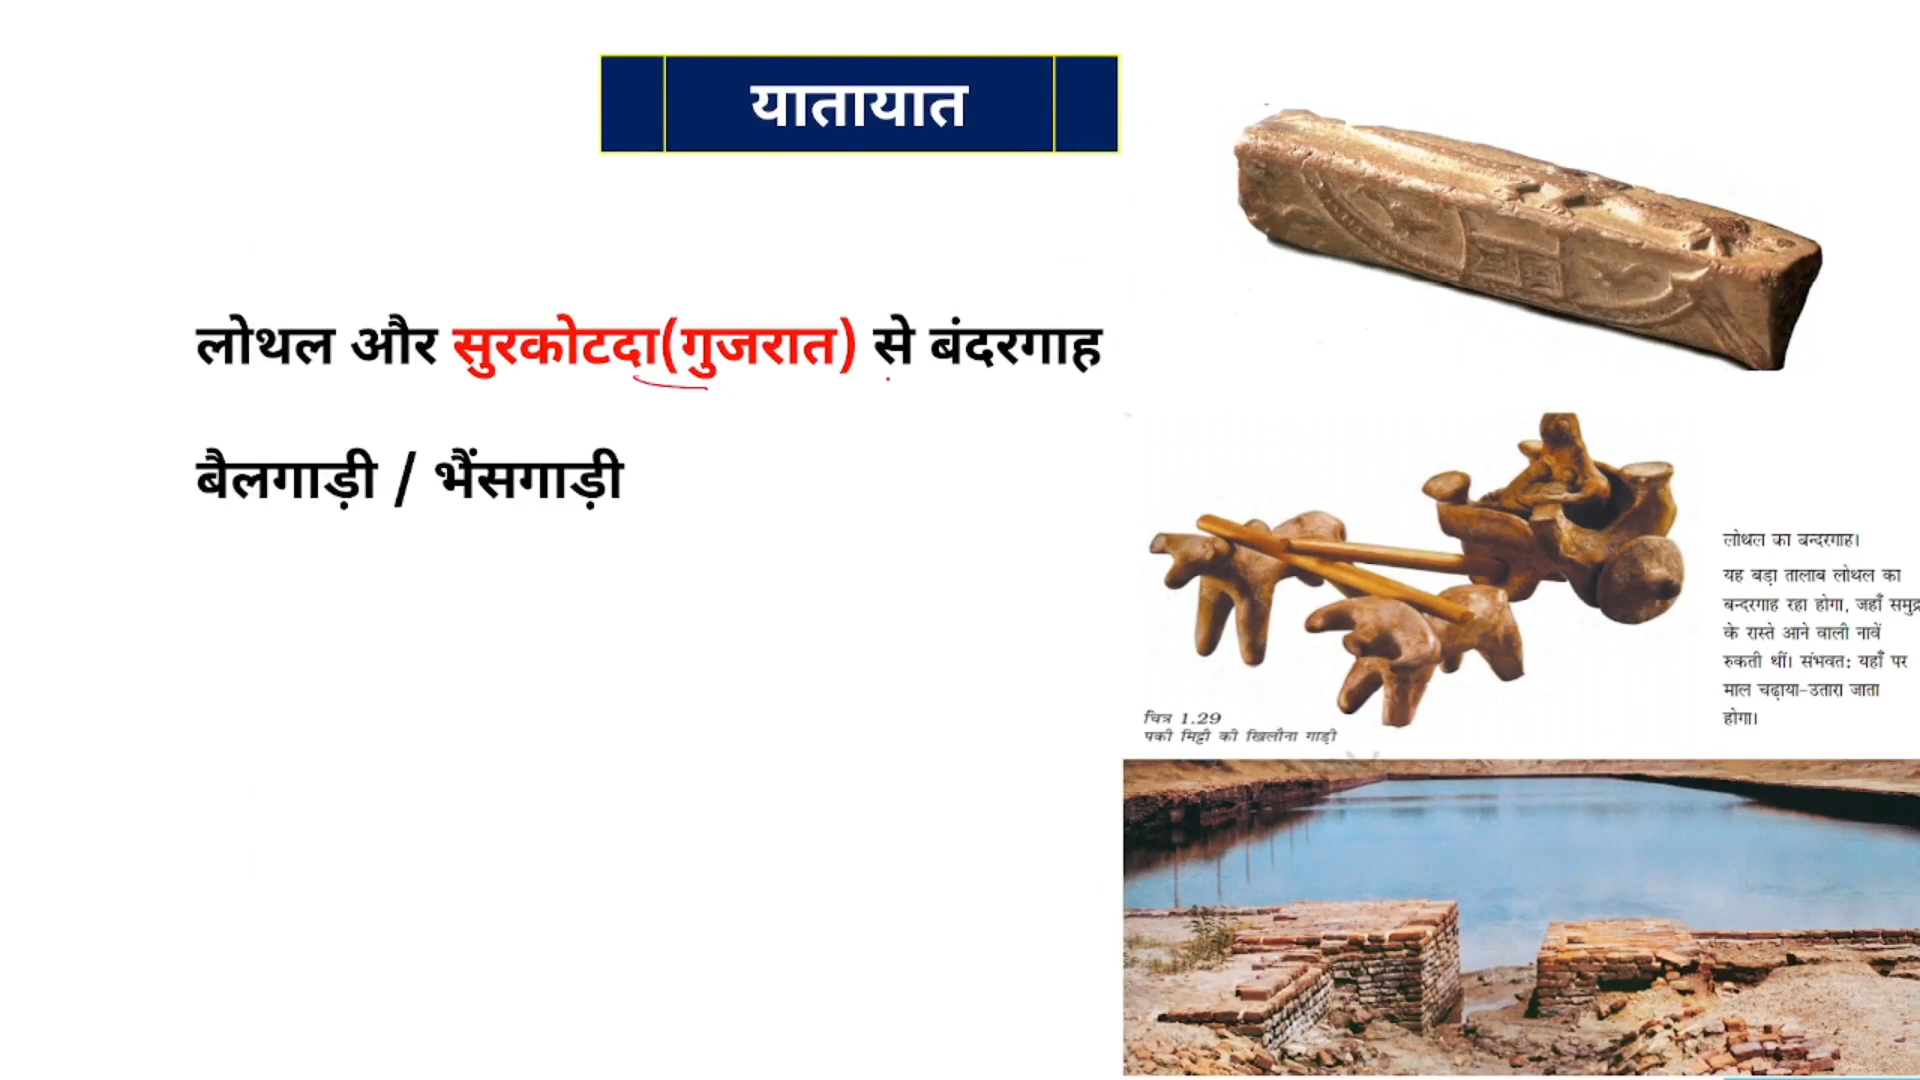 यातायात
लोथल और सुरकोटदा(गुजरात) से बंदरगाह
बैलगाड़ी / भैंसगाड़ी
चित्र 1.29
पकी मिट्टी की खिलौना गाड़ी
लोथल का बन्दरगाह।
यह बड़ा तालाब लोथल का
बन्दरगाह रहा होगा, जहाँ समुद्र
के रास्ते आने वाली नावें
रुकती थीं। संभवत: यहाँ पर
माल चढ़ाया-उतारा जाता
होगा।